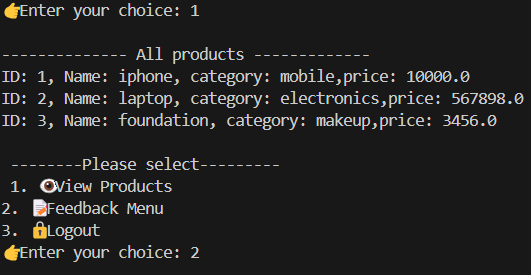 👉Enter your choice: 1
-------------- All products -------------
ID: 1, Name: iphone, category: mobile,price: 10000.0
ID: 2, Name: laptop, category: electronics,price: 567898.0
ID: 3, Name: foundation, category: makeup,price: 3456.0
--------Please select---------
1. 👁️View Products
2. 📝Feedback Menu
3. 🔒Logout
👉Enter your choice: 2